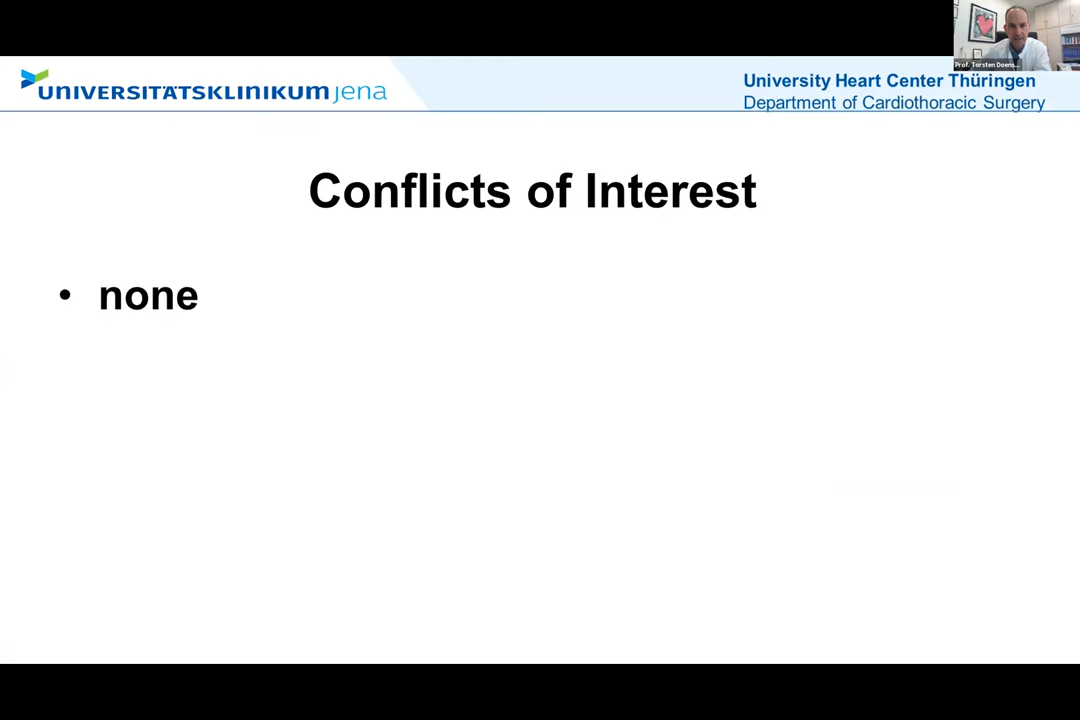 Prof. Torsten Doens...
UNIVERSITÄTSKLINIKUM jena
University Heart Center Thüringen
Department of Cardiothoracic Surgery
Conflicts of Interest
• none